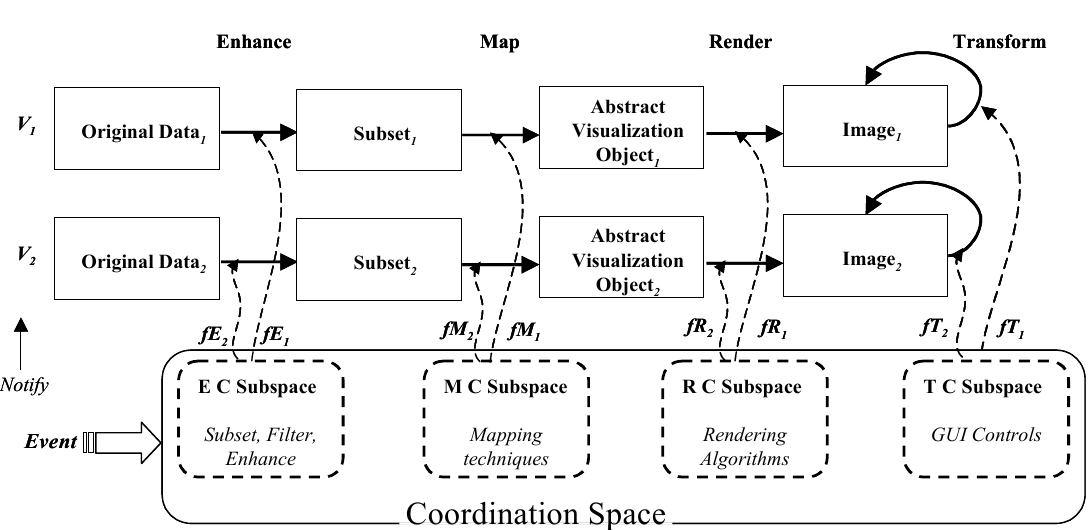 Enhance Map Render Transform
V1
Original Data1
Subset1
Abstract
Visualization
Object1
Image1
V2
Original Data2
Subset2
Abstract
Visualization
Object2
Image2
fE2 fE1 fM2 fM1 fR2 fR1 fT2 fT1
Notify
Event
E C Subspace
Subset, Filter,
Enhance
M C Subspace
Mapping
techniques
R C Subspace
Rendering
Algorithms
T C Subspace
GUI Controls
Coordination Space